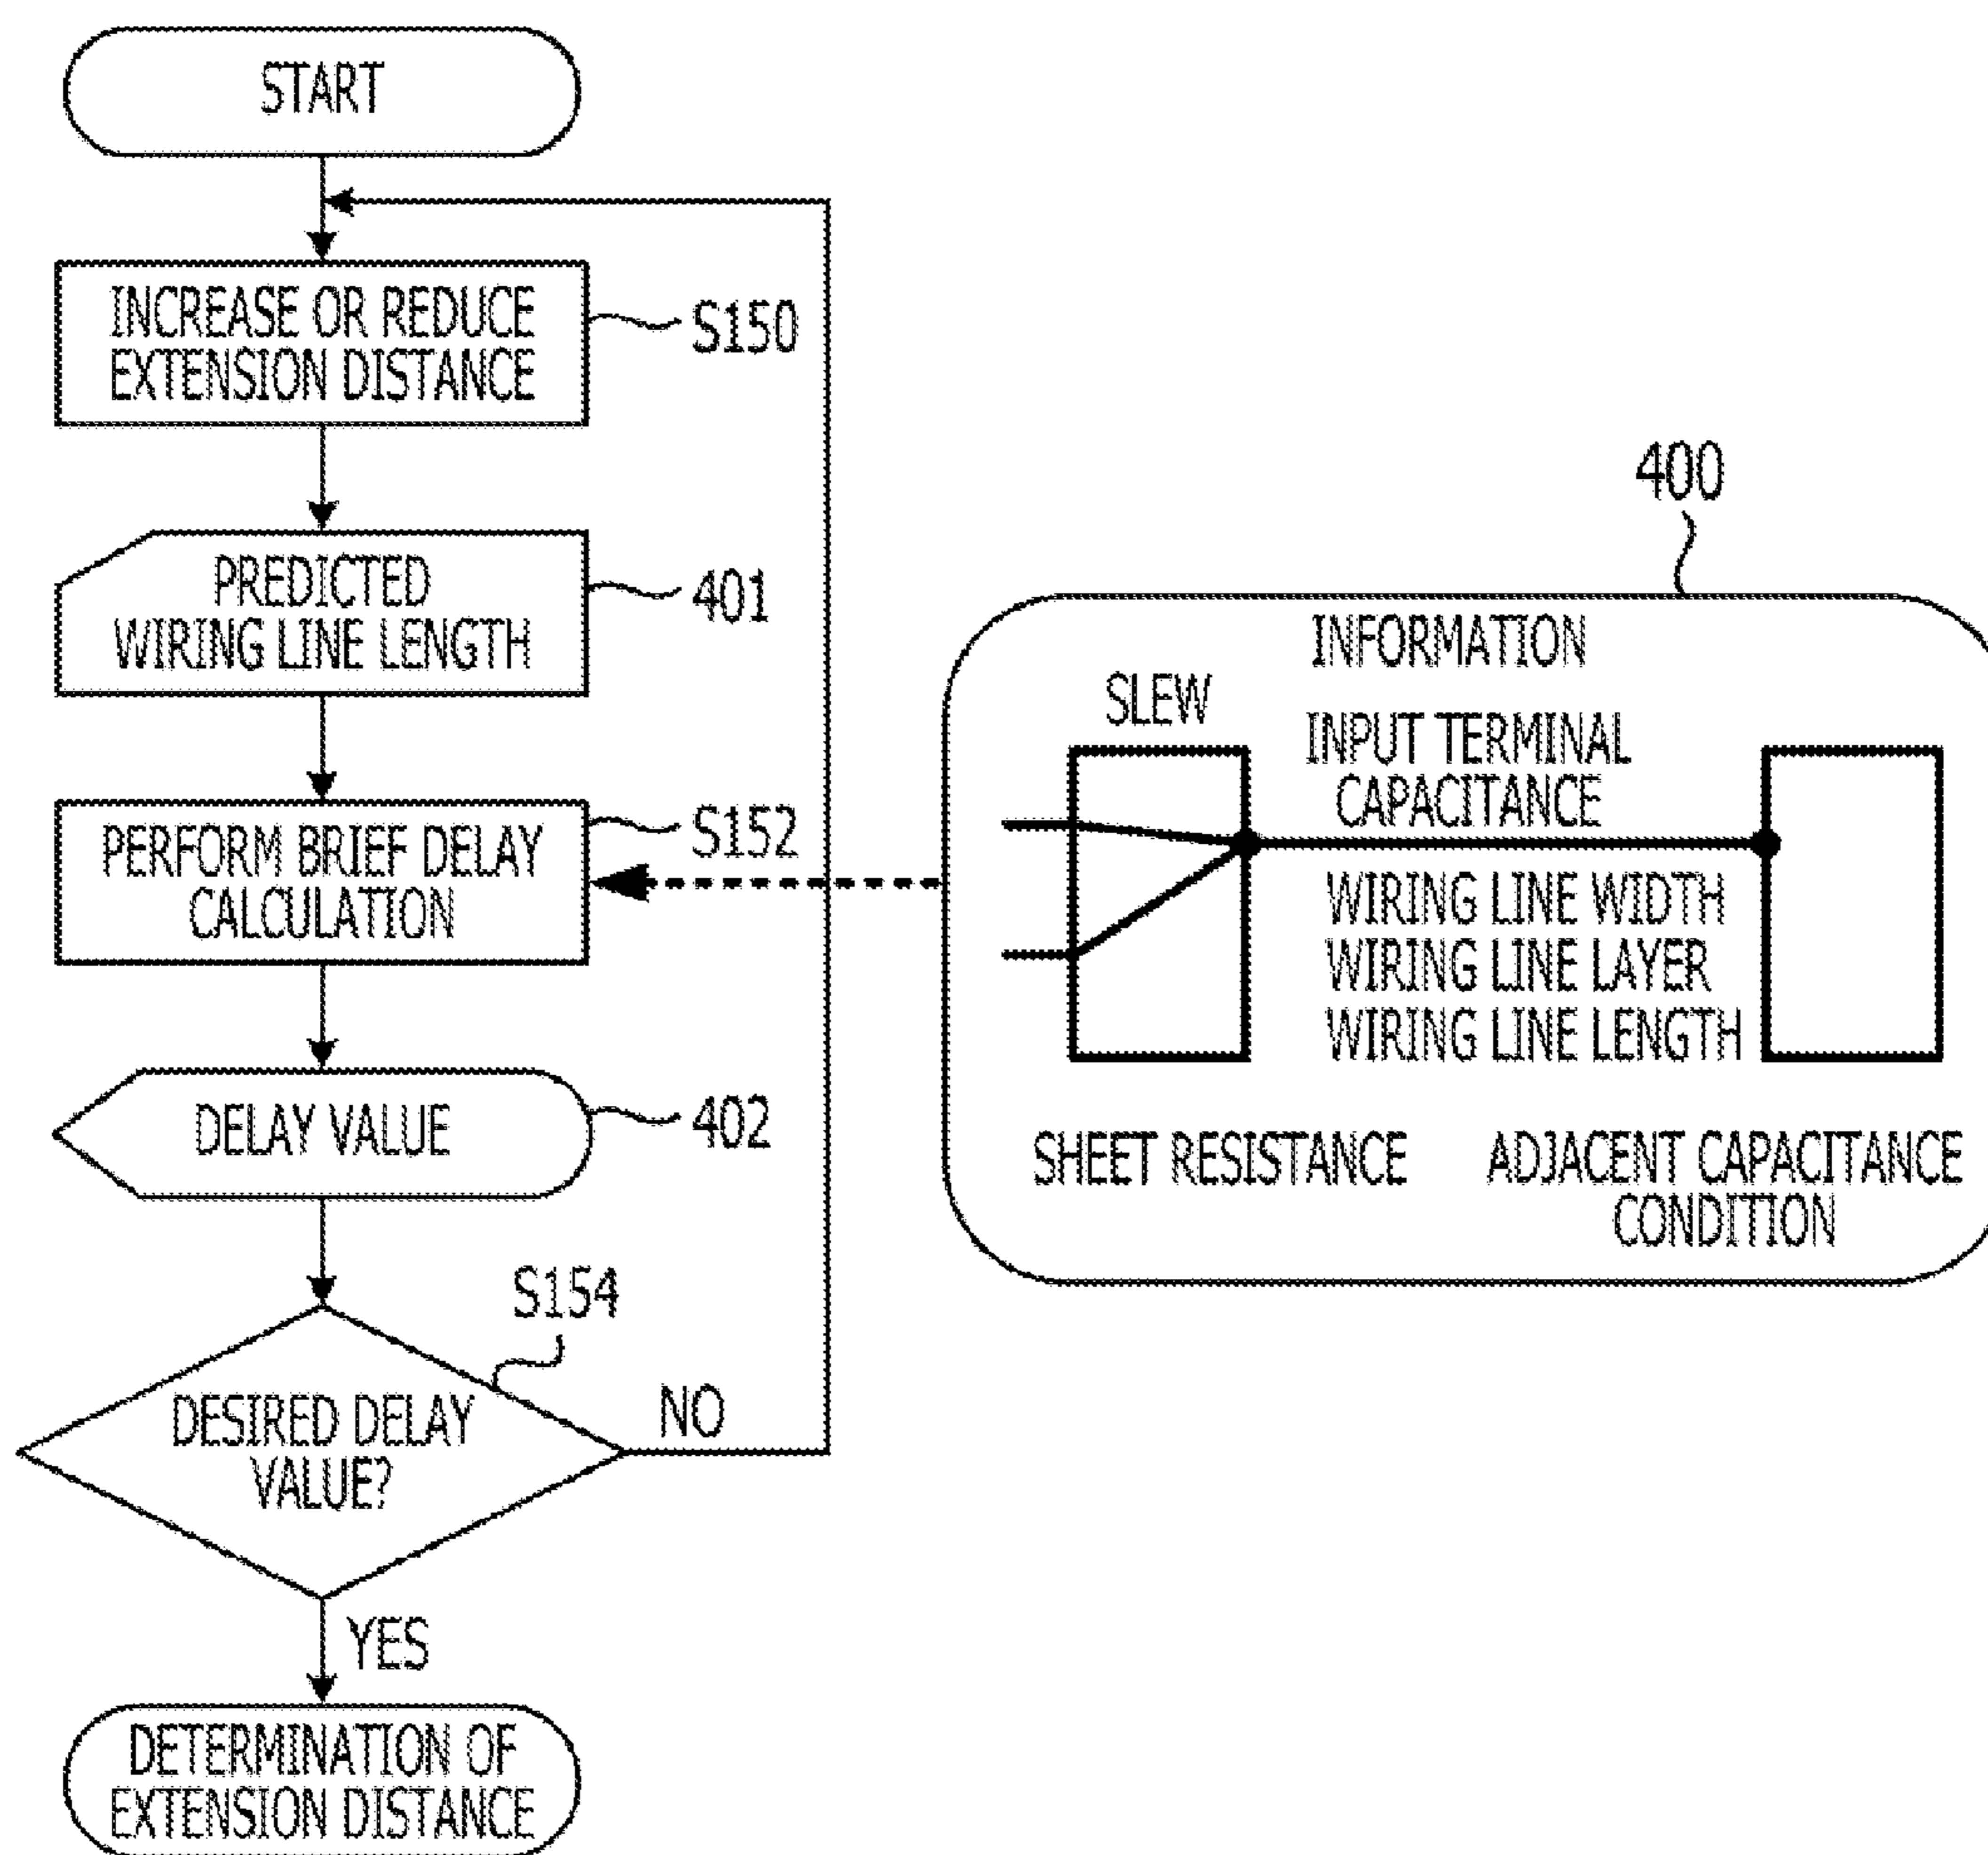 START
INCREASE OR REDUCE
EXTENSION DISTANCE
S150
PREDICTED
WIRING LINE LENGTH
401
PERFORM BRIEF DELAY
CALCULATION
S152
DELAY VALUE
402
S154
DESIRED DELAY
VALUE?
NO
YES
DETERMINATION OF
EXTENSION DISTANCE
400
INFORMATION
SLEW
INPUT TERMINAL
CAPACITANCE
WIRING LINE WIDTH
WIRING LINE LAYER
WIRING LINE LENGTH
SHEET RESISTANCE
ADJACENT CAPACITANCE
CONDITION